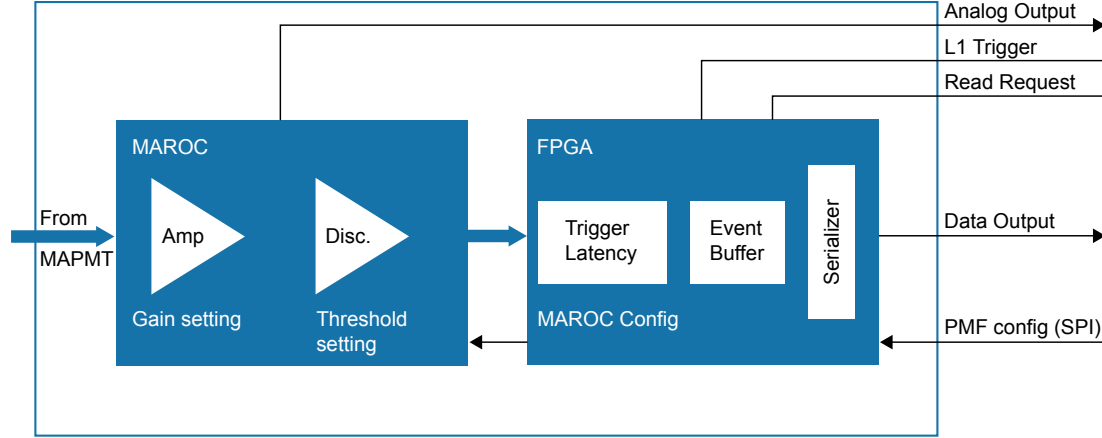 Analog Output
L1 Trigger
Read Request
MAROC
FPGA
From
MAPMT
Amp
Disc.
Trigger
Latency
Event
Buffer
Serializer
Data Output
Gain setting
Threshold
setting
MAROC Config
PMF config (SPI)